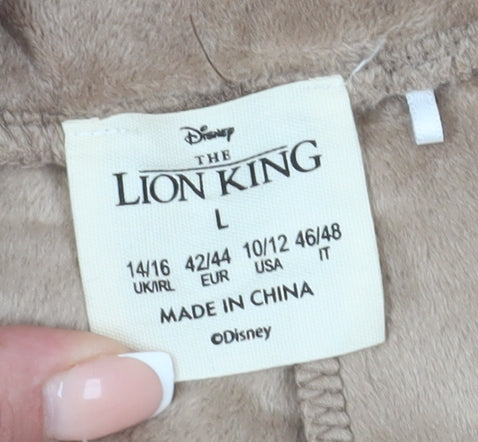 Disney
THE
LION KING
L
14/16 42/44 10/12 46/48
UK/IRL EUR USA IT
MADE IN CHINA
©Disney